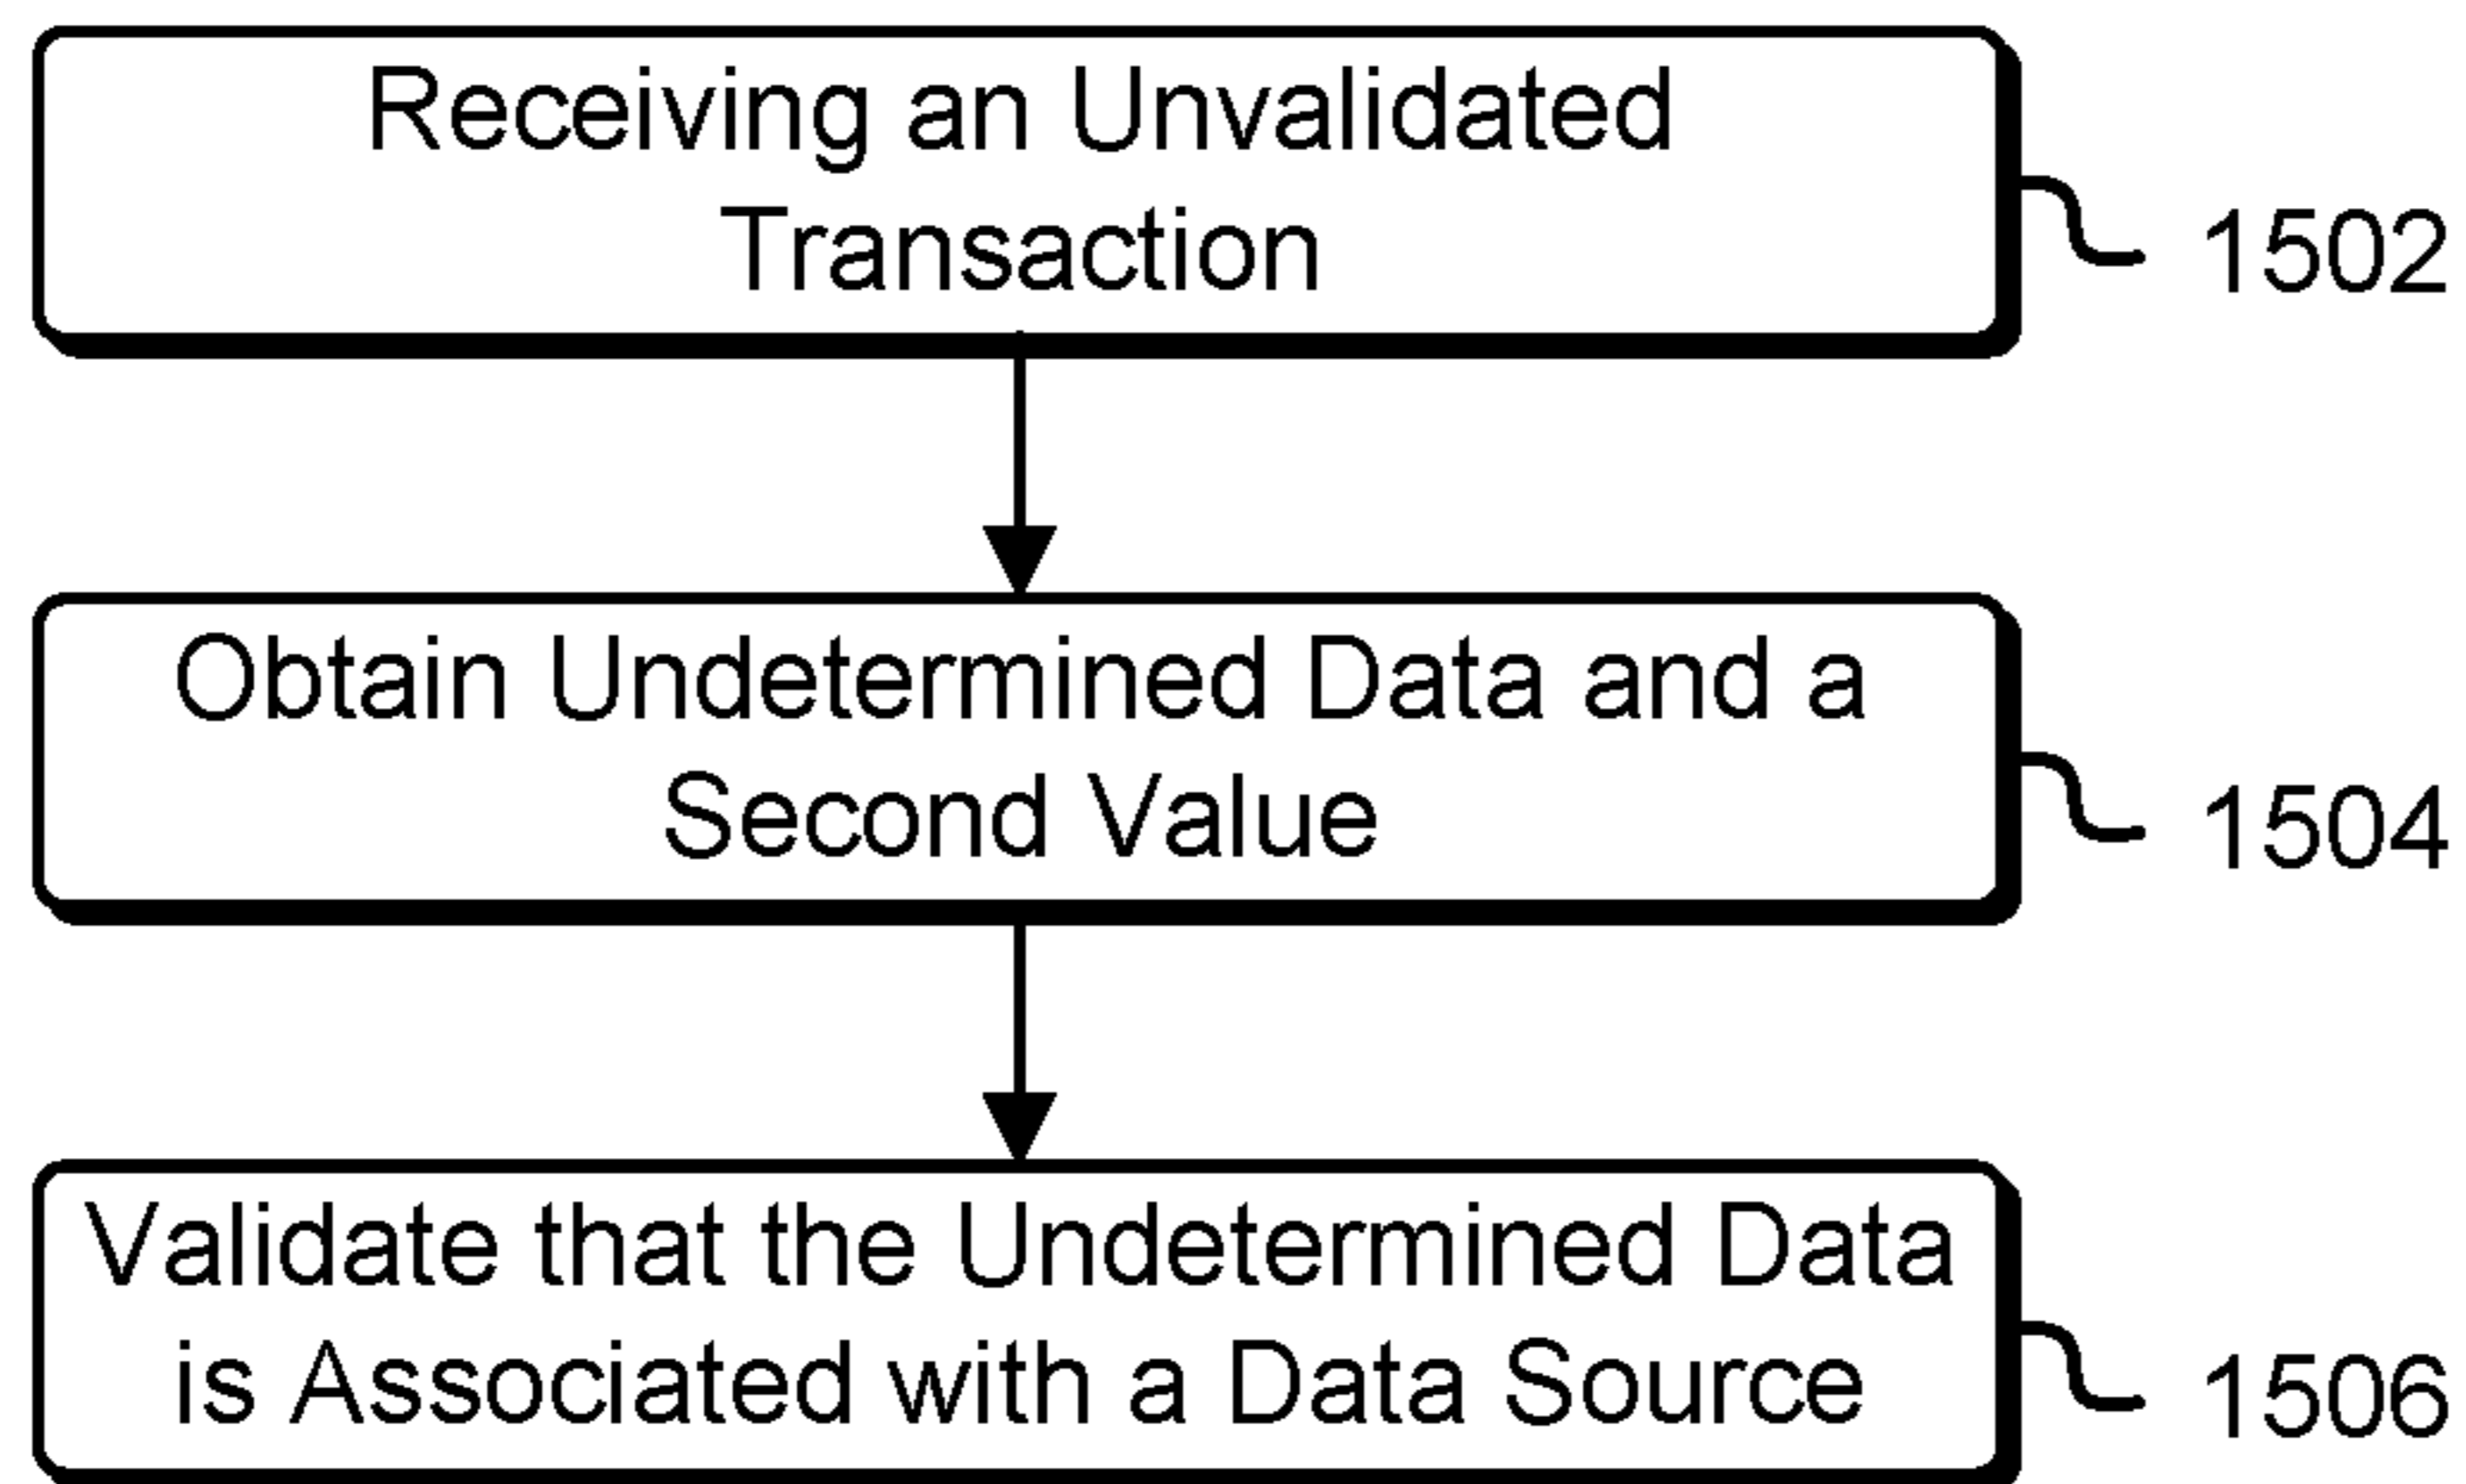 Receiving an Unvalidated
Transaction
1502
Obtain Undetermined Data and a
Second Value
1504
Validate that the Undetermined Data
is Associated with a Data Source
1506